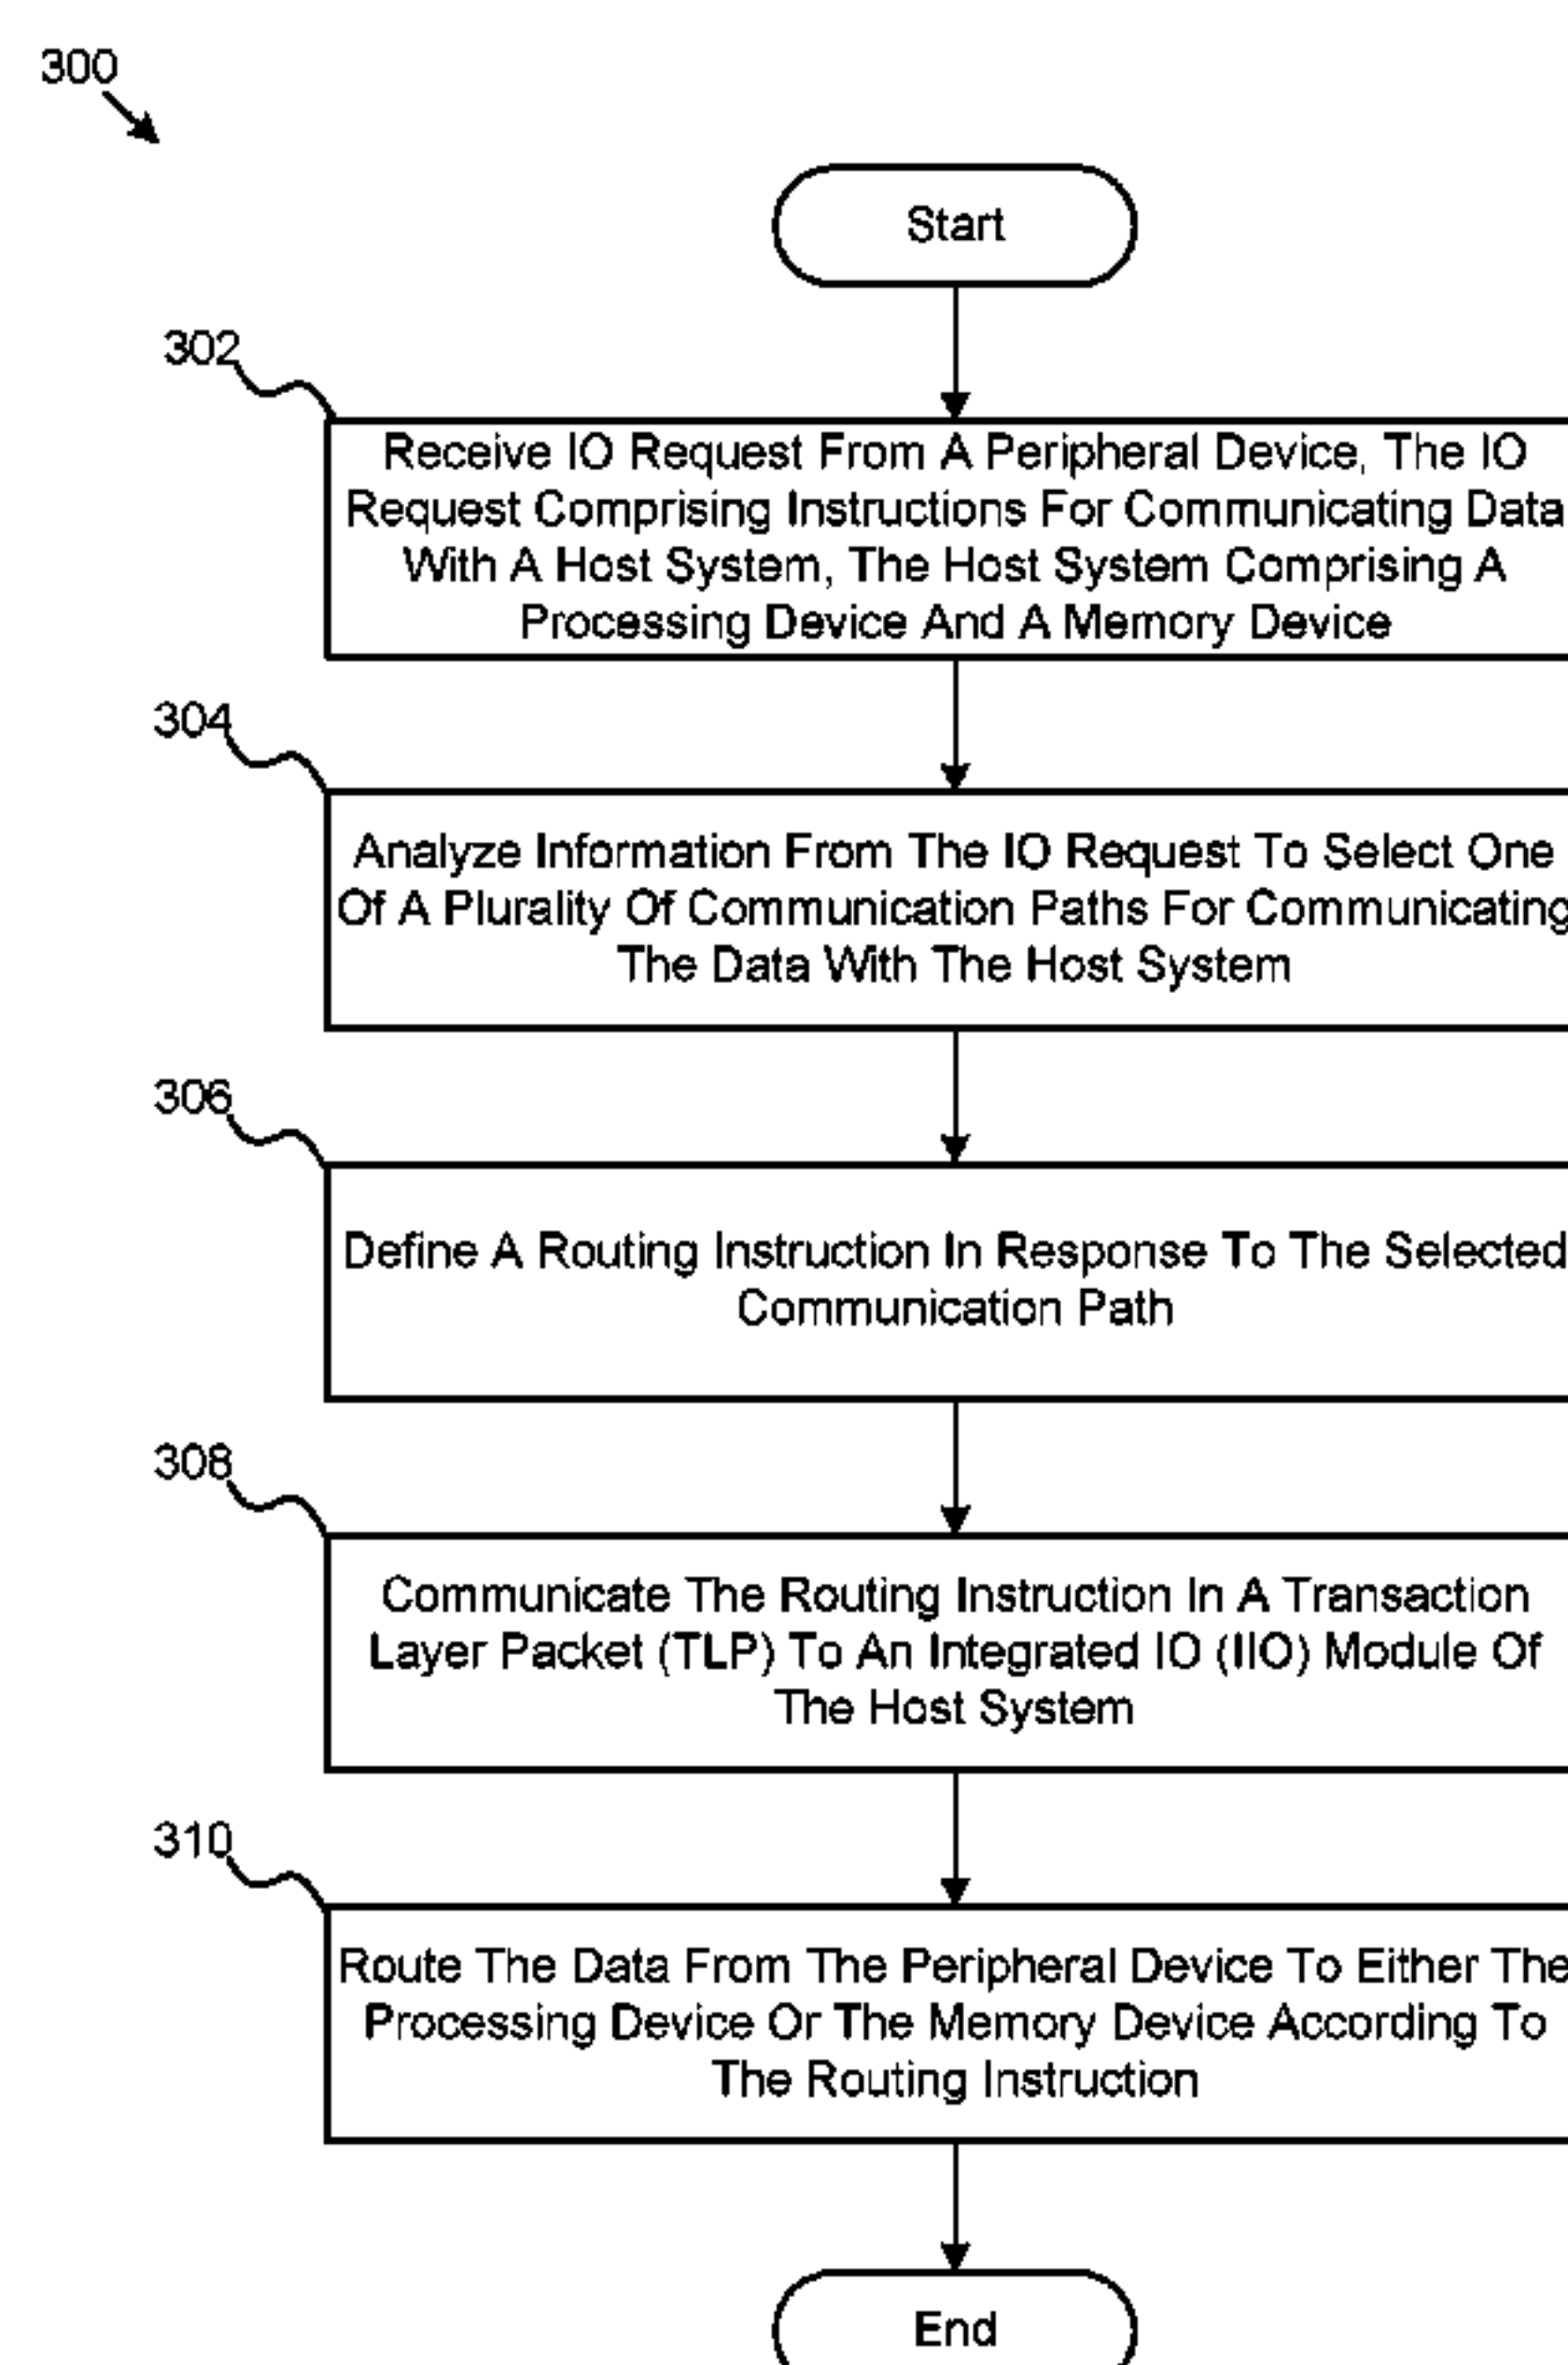 300
Start
302
Receive IO Request From A Peripheral Device, The IO
Request Comprising Instructions For Communicating Data
With A Host System, The Host System Comprising A
Processing Device And A Memory Device
304
Analyze Information From The IO Request To Select One
Of A Plurality Of Communication Paths For Communicating
The Data With The Host System
306
Define A Routing Instruction In Response To The Selected
Communication Path
308
Communicate The Routing Instruction In A Transaction
Layer Packet (TLP) To An Integrated IO (IIO) Module Of
The Host System
310
Route The Data From The Peripheral Device To Either The
Processing Device Or The Memory Device According To
The Routing Instruction
End